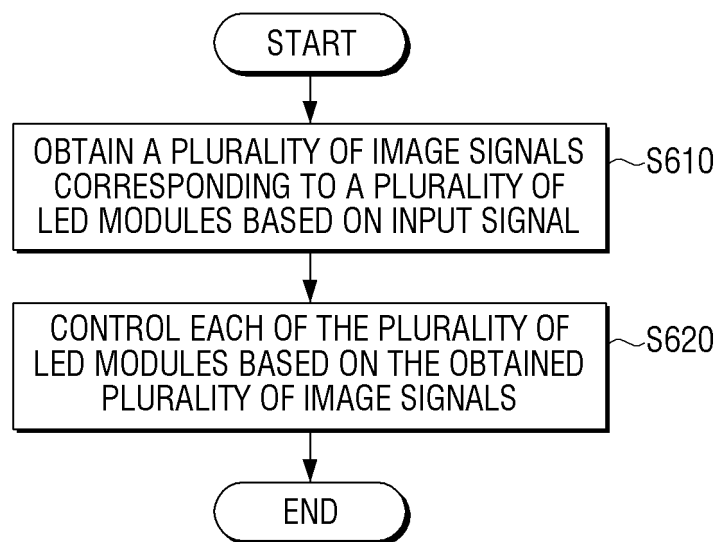 START
OBTAIN A PLURALITY OF IMAGE SIGNALS
CORRESPONDING TO A PLURALITY OF
LED MODULES BASED ON INPUT SIGNAL
S610
CONTROL EACH OF THE PLURALITY OF
LED MODULES BASED ON THE OBTAINED
PLURALITY OF IMAGE SIGNALS
S620
END